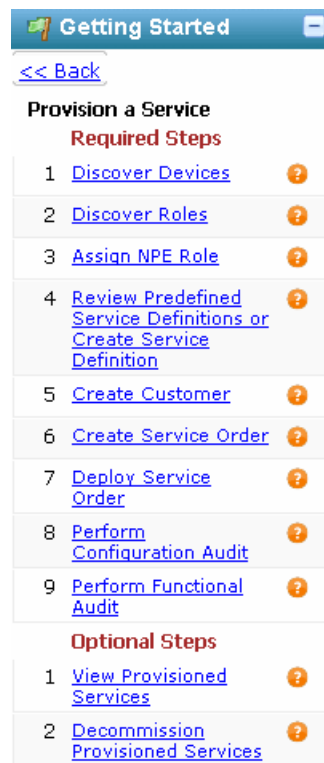 Getting Started
<< Back
Provision a Service
Required Steps
1 Discover Devices
2 Discover Roles
3 Assign NPE Role
4 Review Predefined
Service Definitions or
Create Service
Definition
5 Create Customer
6 Create Service Order
7 Deploy Service
Order
8 Perform
Configuration Audit
9 Perform Functional
Audit
Optional Steps
1 View Provisioned
Services
2 Decommission
Provisioned Services